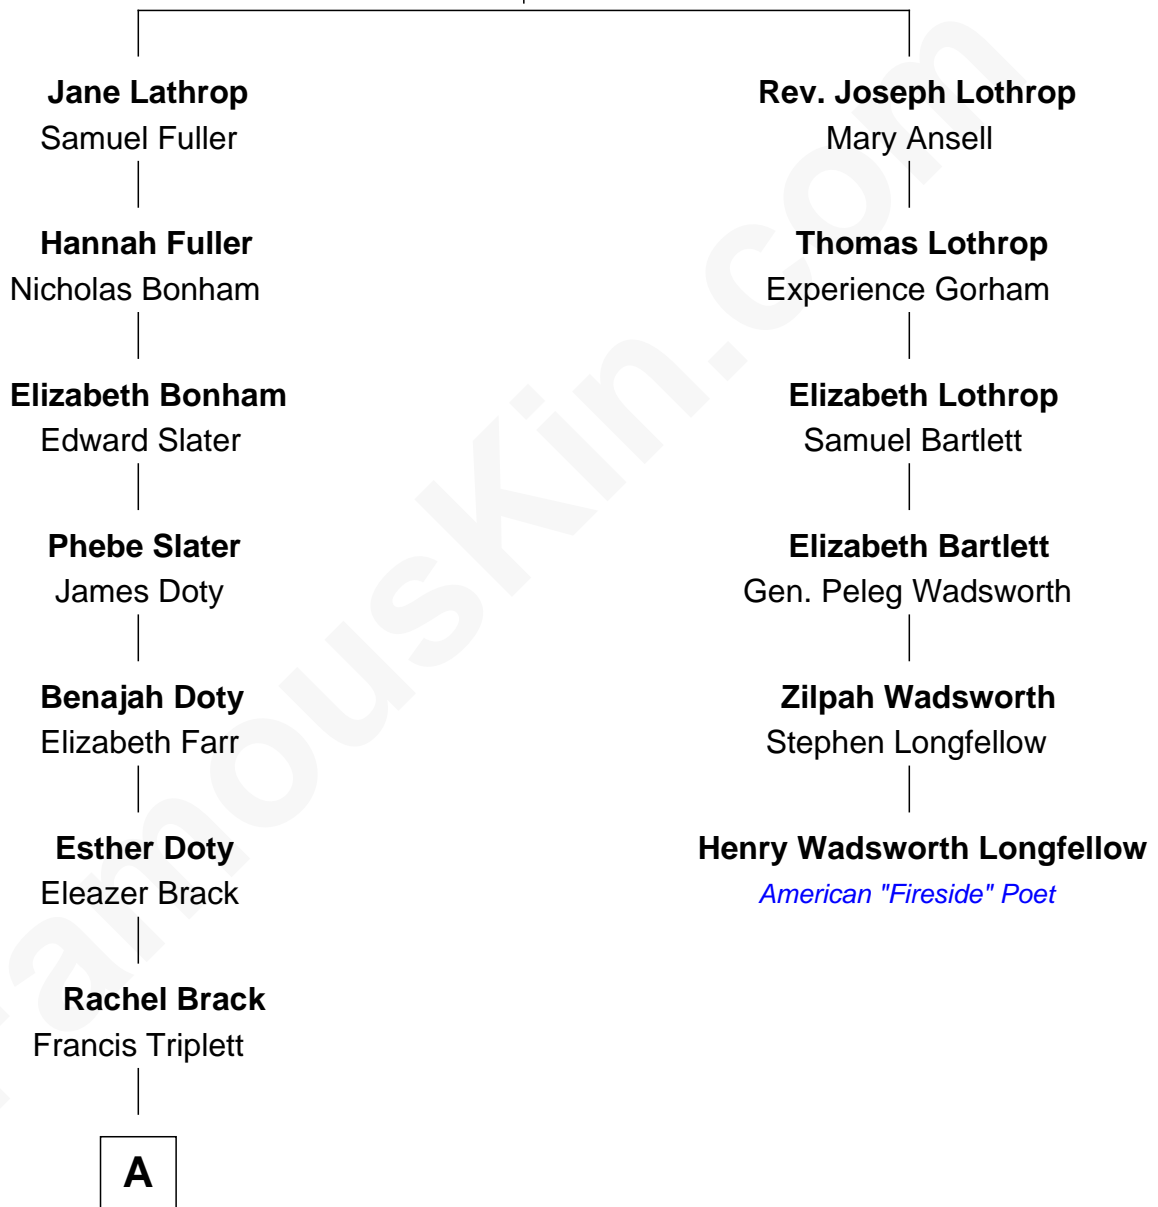 Jane Lathrop
Samuel Fuller
Hannah Fuller
Nicholas Bonham
Elizabeth Bonham
Edward Slater
Phebe Slater
James Doty
Benajah Doty
Elizabeth Farr
Esther Doty
Eleazer Brack
Rachel Brack
Francis Triplett
A
Rev. Joseph Lothrop
Mary Ansell
Thomas Lothrop
Experience Gorham
Elizabeth Lothrop
Samuel Bartlett
Elizabeth Bartlett
Gen. Peleg Wadsworth
Zilpah Wadsworth
Stephen Longfellow
Henry Wadsworth Longfellow
American "Fireside" Poet
FamousKin.com